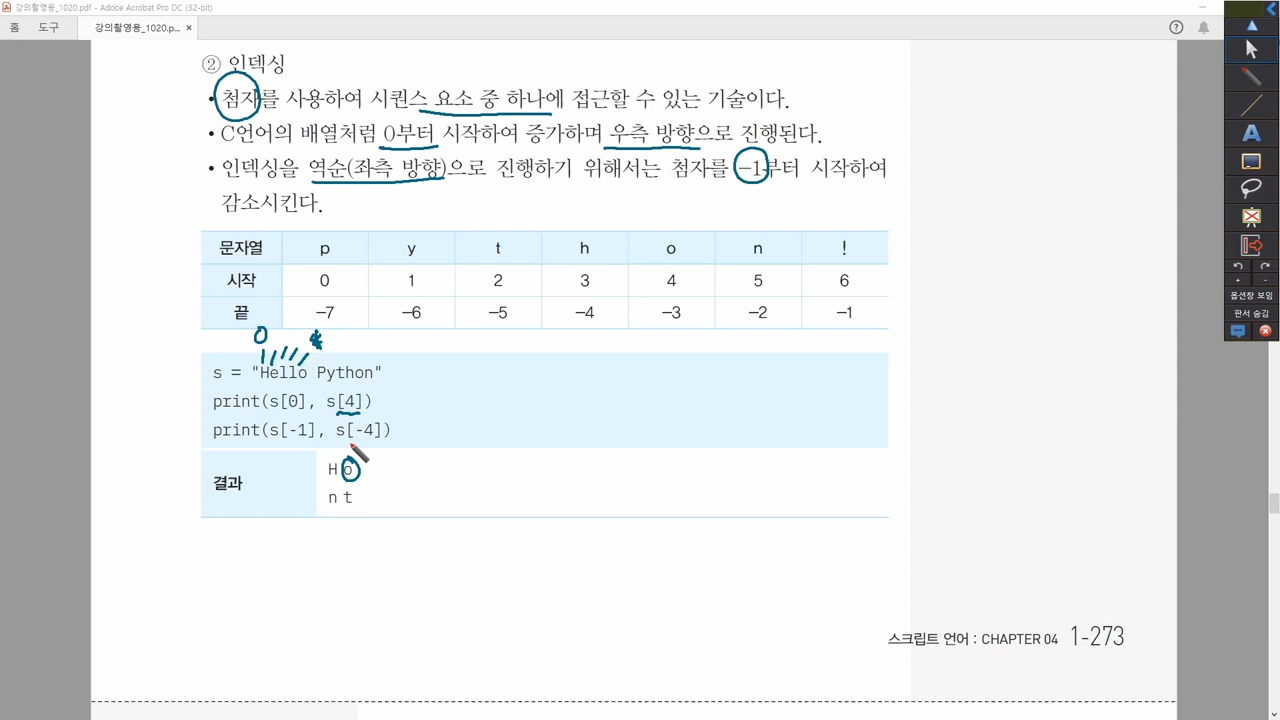 강의촬영용_1020.pdf - Adobe Acrobat Pro DC (32-bit)
홈 도구 강의촬영용_1020.p... ×
② 인덱싱
• 첨자를 사용하여 시퀀스 요소 중 하나에 접근할 수 있는 기술이다.
• C언어의 배열처럼 0부터 시작하여 증가하며 우측 방향으로 진행된다.
• 인덱싱을 역순(좌측 방향)으로 진행하기 위해서는 첨자를 -1부터 시작하여
감소시킨다.
문자열 p y t h o n !
시작 0 1 2 3 4 5 6
끝 -7 -6 -5 -4 -3 -2 -1
0
s = "Hello Python"
print(s[0], s[4])
print(s[-1], s[-4])
결과
H o
n t
스크립트 언어 : CHAPTER 04 1-273
A
옵션장 보임
판서 숨김